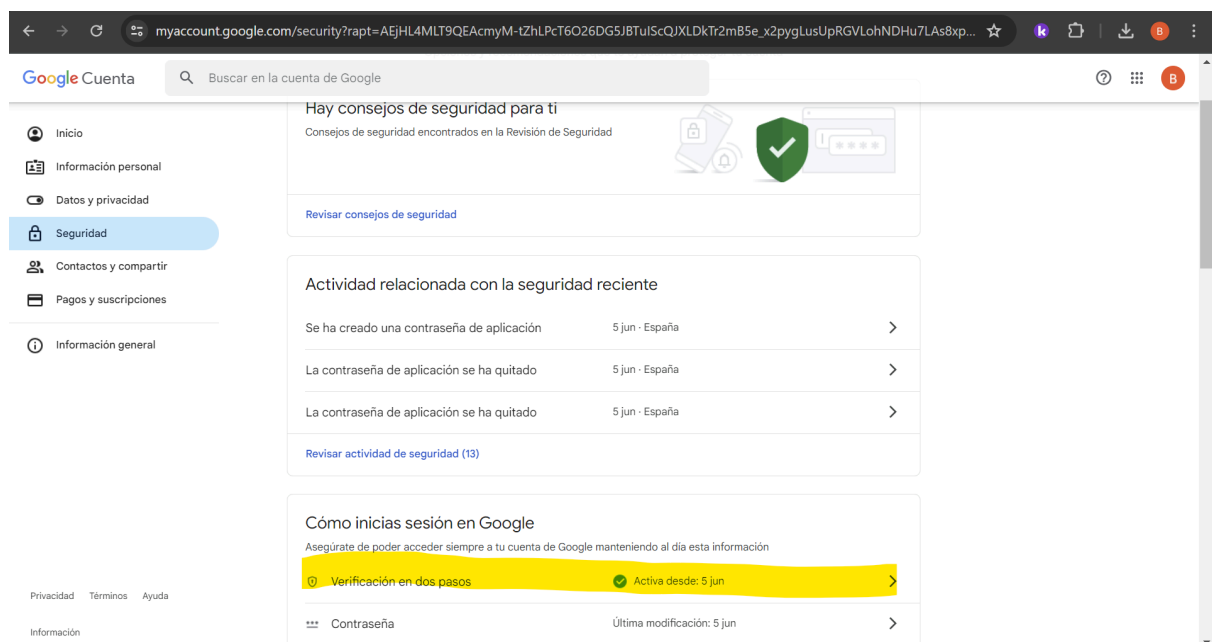 myaccount.google.com/security?rapt=AEjHL4MLT9QEAcmyM-tZhLPcT6O26DG5JBTuIScQJXLDkTr2mB5e_x2pygLusUpRGVLohNDHu7LAs8xp...
k
B
Google Cuenta
Buscar en la cuenta de Google
B
Hay consejos de seguridad para ti
Consejos de seguridad encontrados en la Revisión de Seguridad
Revisar consejos de seguridad
Inicio
Información personal
Datos y privacidad
Seguridad
Contactos y compartir
Pagos y suscripciones
Información general
Actividad relacionada con la seguridad reciente
Se ha creado una contraseña de aplicación 5 jun · España
La contraseña de aplicación se ha quitado 5 jun · España
La contraseña de aplicación se ha quitado 5 jun · España
Revisar actividad de seguridad (13)
Cómo inicias sesión en Google
Asegúrate de poder acceder siempre a tu cuenta de Google manteniendo al día esta información
Verificación en dos pasos Activa desde: 5 jun
Contraseña Última modificación: 5 jun
Privacidad Términos Ayuda
Información